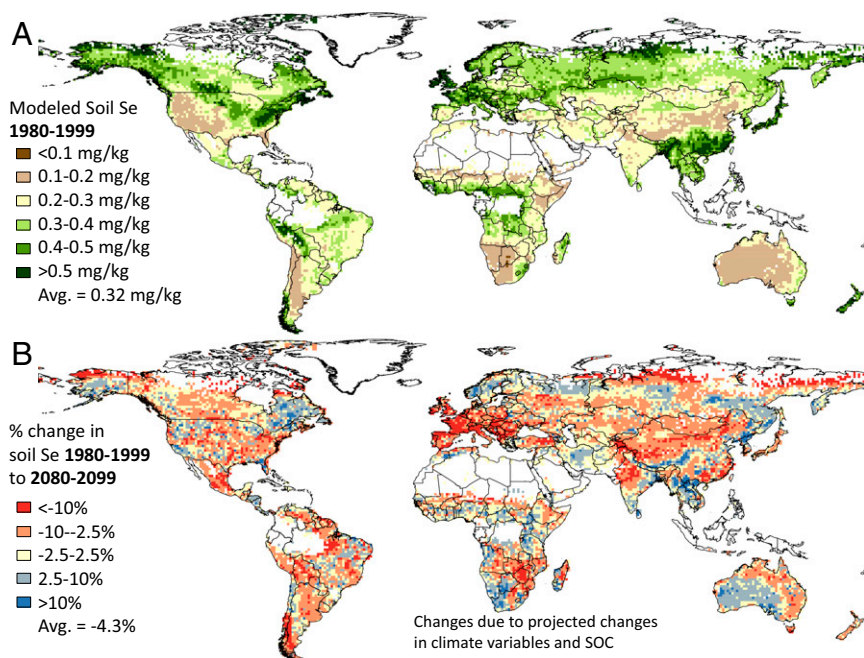 A
Modeled Soil Se
1980-1999
<0.1 mg/kg
0.1-0.2 mg/kg
0.2-0.3 mg/kg
0.3-0.4 mg/kg
0.4-0.5 mg/kg
>0.5 mg/kg
Avg. = 0.32 mg/kg
B
% change in
soil Se 1980-1999
to 2080-2099
<-10%
-10--2.5%
-2.5-2.5%
2.5-10%
>10%
Avg. = -4.3%
Changes due to projected changes
in climate variables and SOC